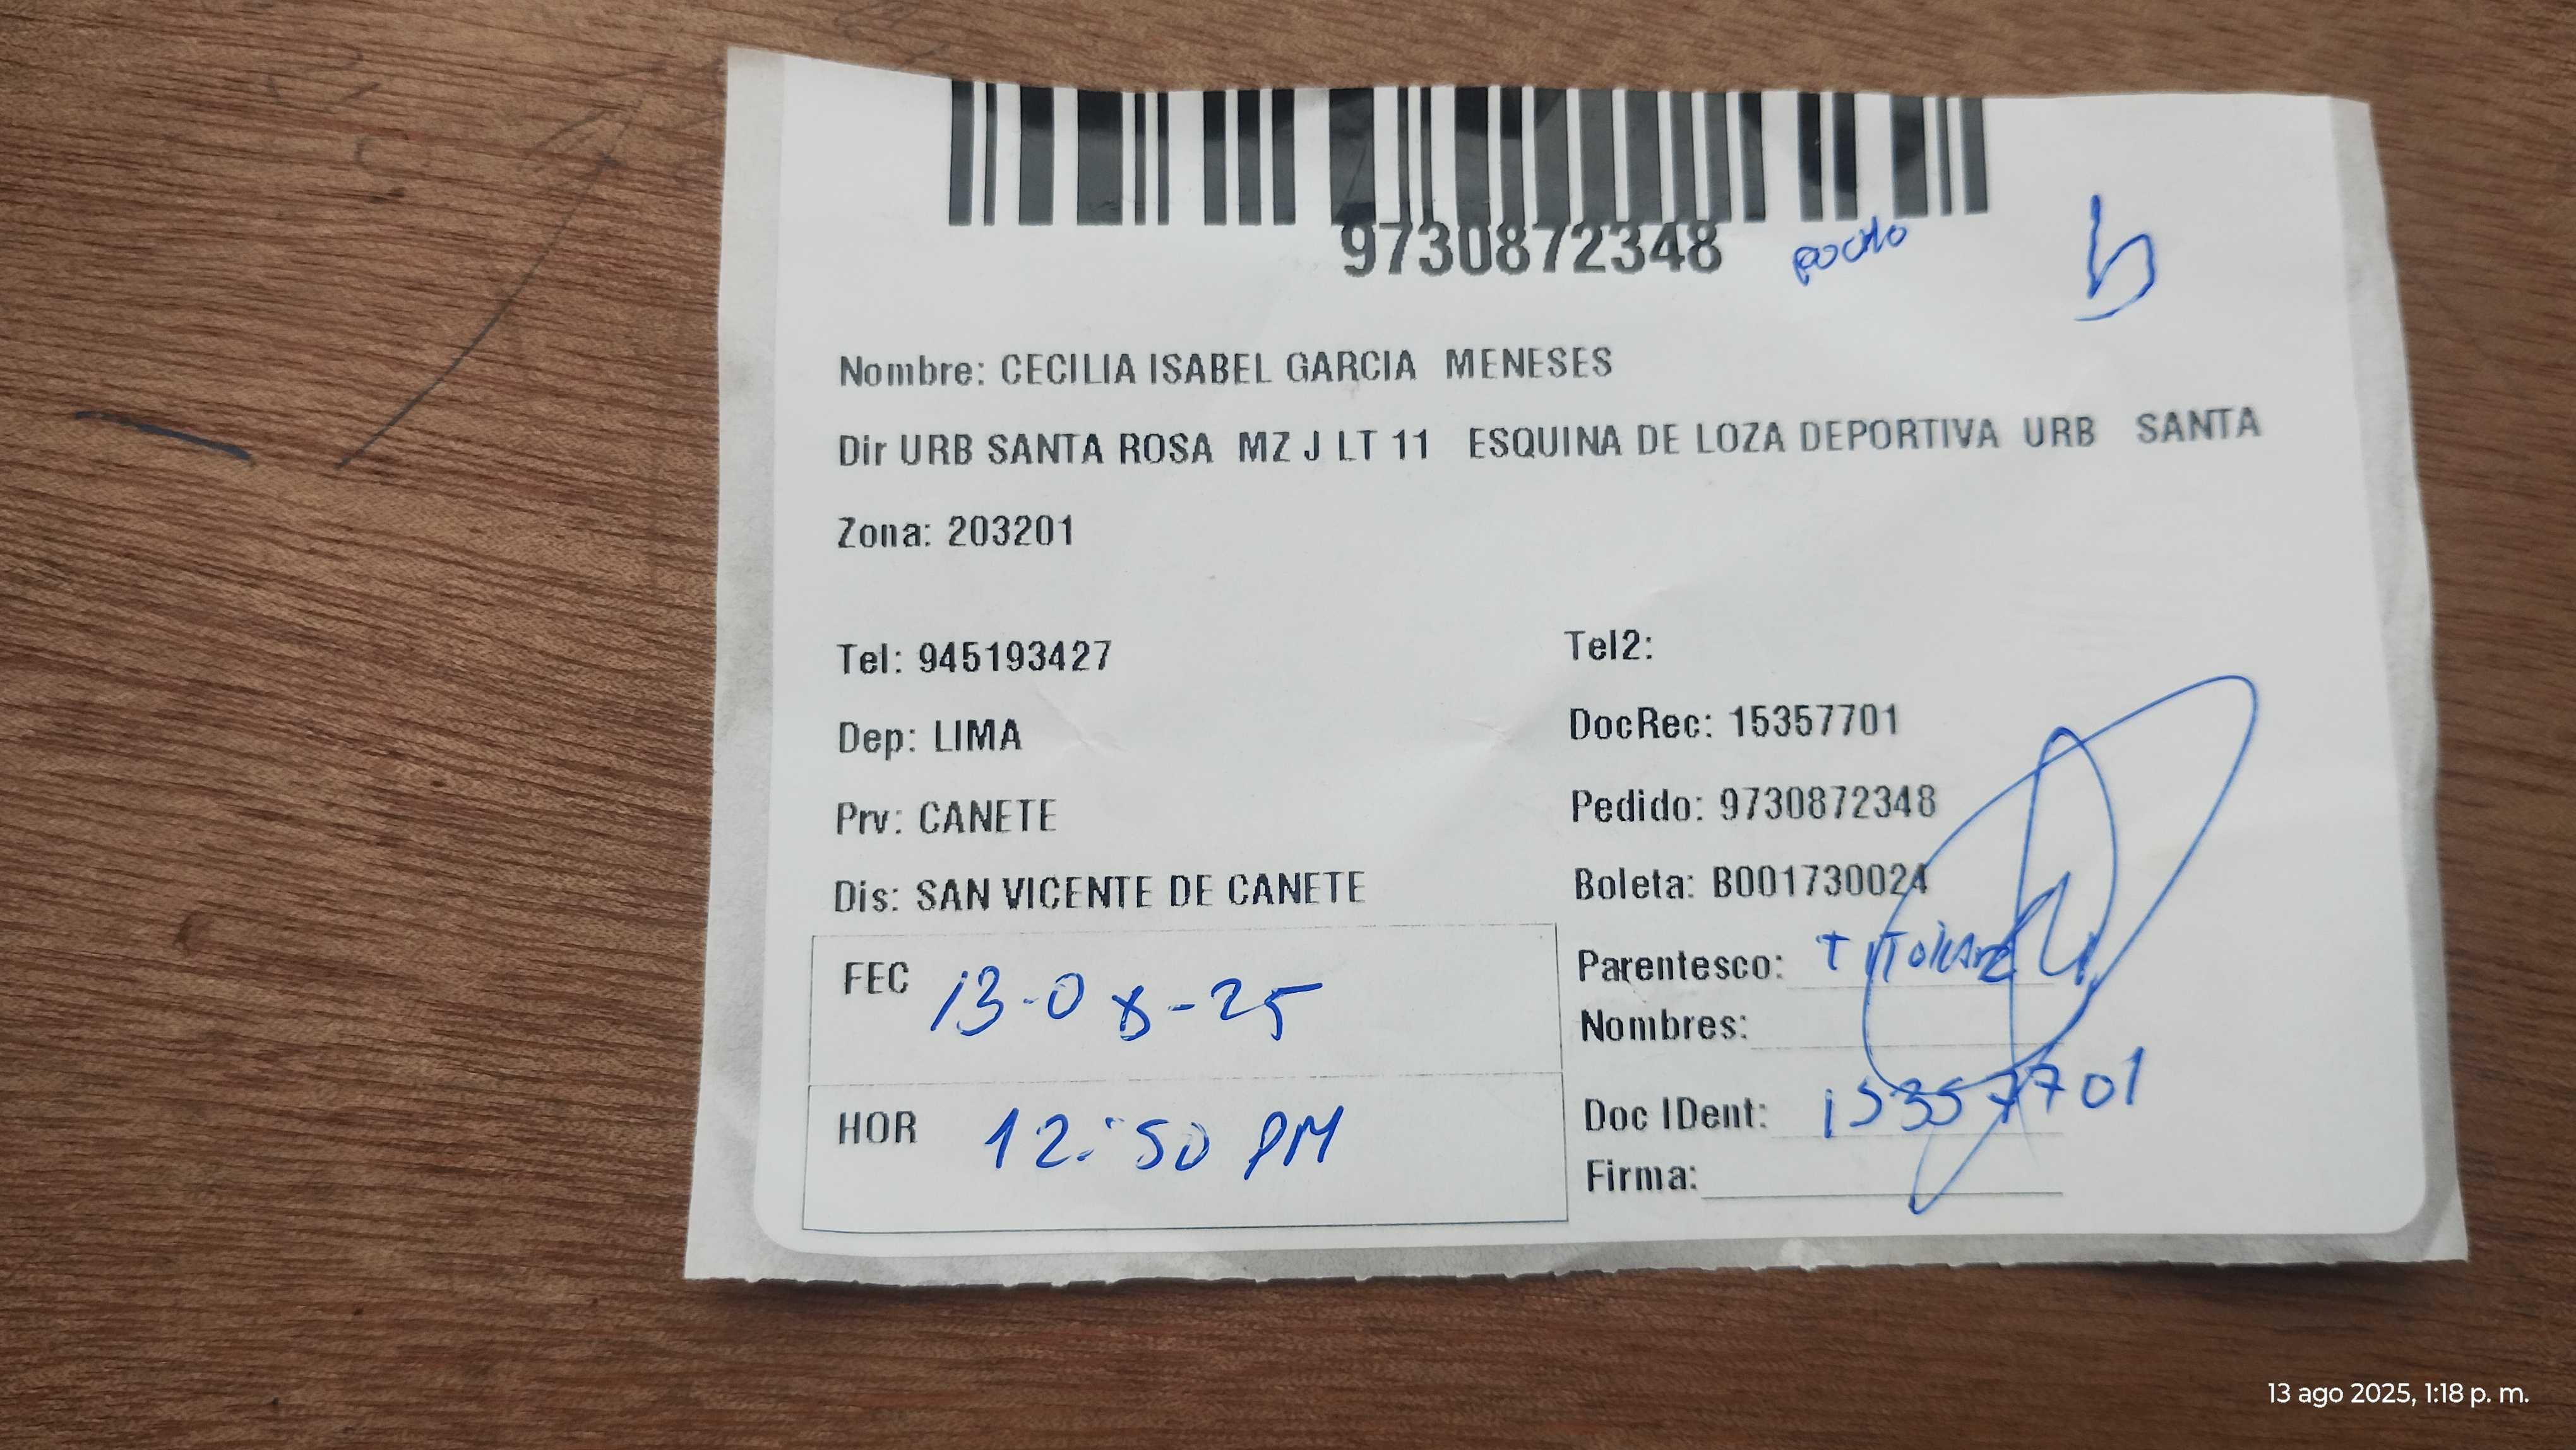 9730872348
Nombre: CECILIA ISABEL GARCIA MENESES
Dir URB SANTA ROSA MZ J LT 11 ESQUINA DE LOZA DEPORTIVA URB SANTA
Zona: 203201
Tel: 945193427
Tel2:
Dep: LIMA
DocRec: 15357701
Prv: CANETE
Pedido: 9730872348
Dis: SAN VICENTE DE CANETE
Boleta: B001730024
FEC 13-08-25
Parentesco:
Nombres:
HOR 12:50 PM
Doc IDent: 15357701
Firma:
13 ago 2025, 1:18 p. m.